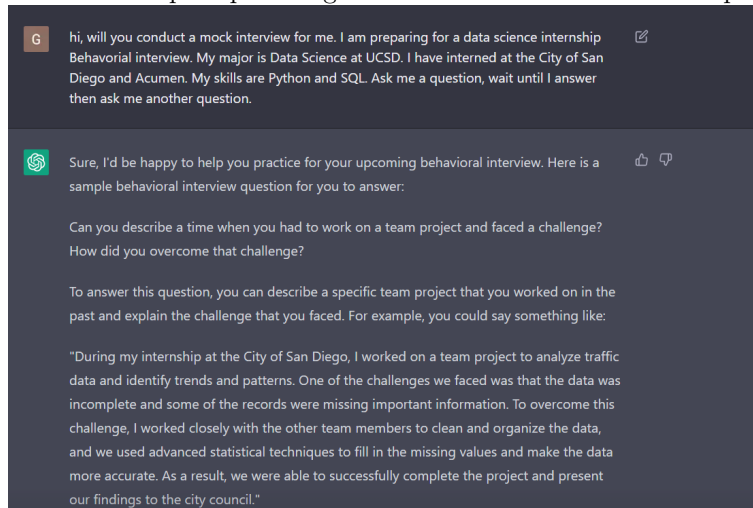 G
hi, will you conduct a mock interview for me. I am preparing for a data science internship
Behavorial interview. My major is Data Science at UCSD. I have interned at the City of San
Diego and Acumen. My skills are Python and SQL. Ask me a question, wait until I answer
then ask me another question.
Sure, I'd be happy to help you practice for your upcoming behavioral interview. Here is a
sample behavioral interview question for you to answer:
Can you describe a time when you had to work on a team project and faced a challenge?
How did you overcome that challenge?
To answer this question, you can describe a specific team project that you worked on in the
past and explain the challenge that you faced. For example, you could say something like:
"During my internship at the City of San Diego, I worked on a team project to analyze traffic
data and identify trends and patterns. One of the challenges we faced was that the data was
incomplete and some of the records were missing important information. To overcome this
challenge, I worked closely with the other team members to clean and organize the data,
and we used advanced statistical techniques to fill in the missing values and make the data
more accurate. As a result, we were able to successfully complete the project and present
our findings to the city council."